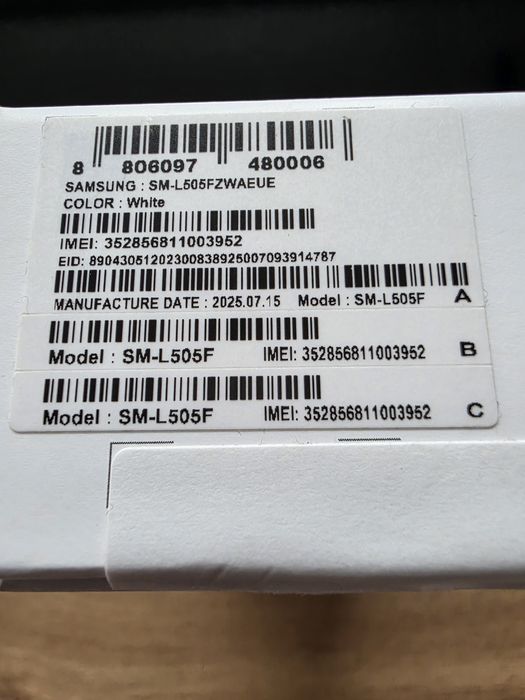 8 806097 480006
SAMSUNG : SM-L505FZWAEUE
COLOR : White
IMEI: 352856811003952
EID: 89043051202300838925007093914787
MANUFACTURE DATE : 2025.07.15 Model : SM-L505F A
Model : SM-L505F IMEI: 352856811003952 B
Model : SM-L505F IMEI: 352856811003952 C